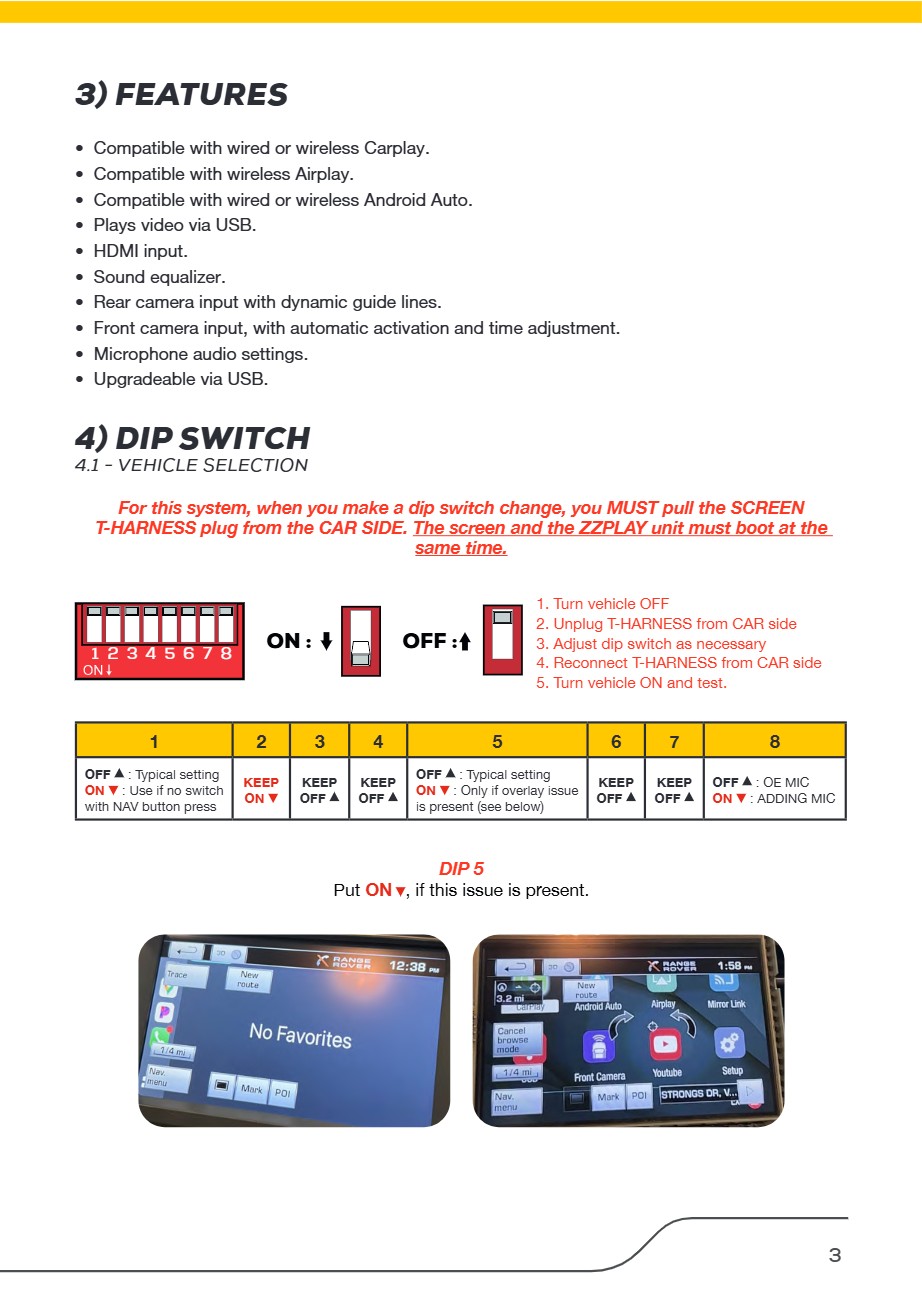 3) FEATURES
• Compatible with wired or wireless Carplay.
• Compatible with wireless Airplay.
• Compatible with wired or wireless Android Auto.
• Plays video via USB.
• HDMI input.
• Sound equalizer.
• Rear camera input with dynamic guide lines.
• Front camera input, with automatic activation and time adjustment.
• Microphone audio settings.
• Upgradeable via USB.
4) DIP SWITCH
4.1 - VEHICLE SELECTION
For this system, when you make a dip switch change, you MUST pull the SCREEN
T-HARNESS plug from the CAR SIDE. The screen and the ZZPLAY unit must boot at the
same time.
1 2 3 4 5 6 7 8
ON ↓
ON : ⬇
OFF : ⬆
1. Turn vehicle OFF
2. Unplug T-HARNESS from CAR side
3. Adjust dip switch as necessary
4. Reconnect T-HARNESS from CAR side
5. Turn vehicle ON and test.
1 2 3 4 5 6 7 8
OFF ▲ : Typical setting
ON ▼ : Use if no switch
with NAV button press
KEEP
ON ▼
KEEP
OFF ▲
KEEP
OFF ▲
OFF ▲ : Typical setting
ON ▼ : Only if overlay issue
is present (see below)
KEEP
OFF ▲
KEEP
OFF ▲
OFF ▲ : OE MIC
ON ▼ : ADDING MIC
DIP 5
Put ON ▼, if this issue is present.
3D
RANGE
ROVER
12:38 PM
Trace
New
route
No Favorites
1/4 mi
Nav.
menu
Mark
POI
3D
RANGE
ROVER
1:58 PM
3.2 mi
CarPlay
New
route
Android Auto
Airplay
Mirror Link
Cancel
browse
mode
1/4 mi
Front Camera
Youtube
Setup
Nav.
menu
Mark
POI
STRONGS DR, V...
3